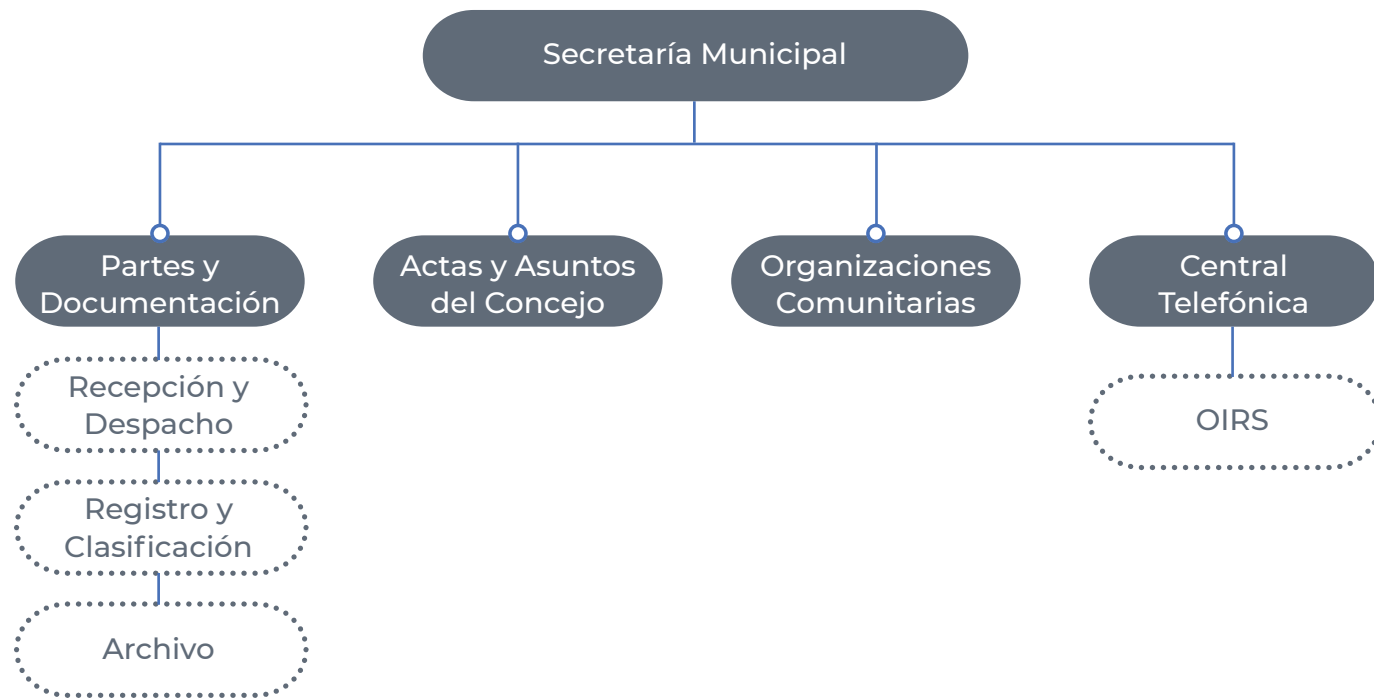 Secretaría Municipal
Partes y
Documentación
Actas y Asuntos
del Concejo
Organizaciones
Comunitarias
Central
Telefónica
Recepción y
Despacho
OIRS
Registro y
Clasificación
Archivo